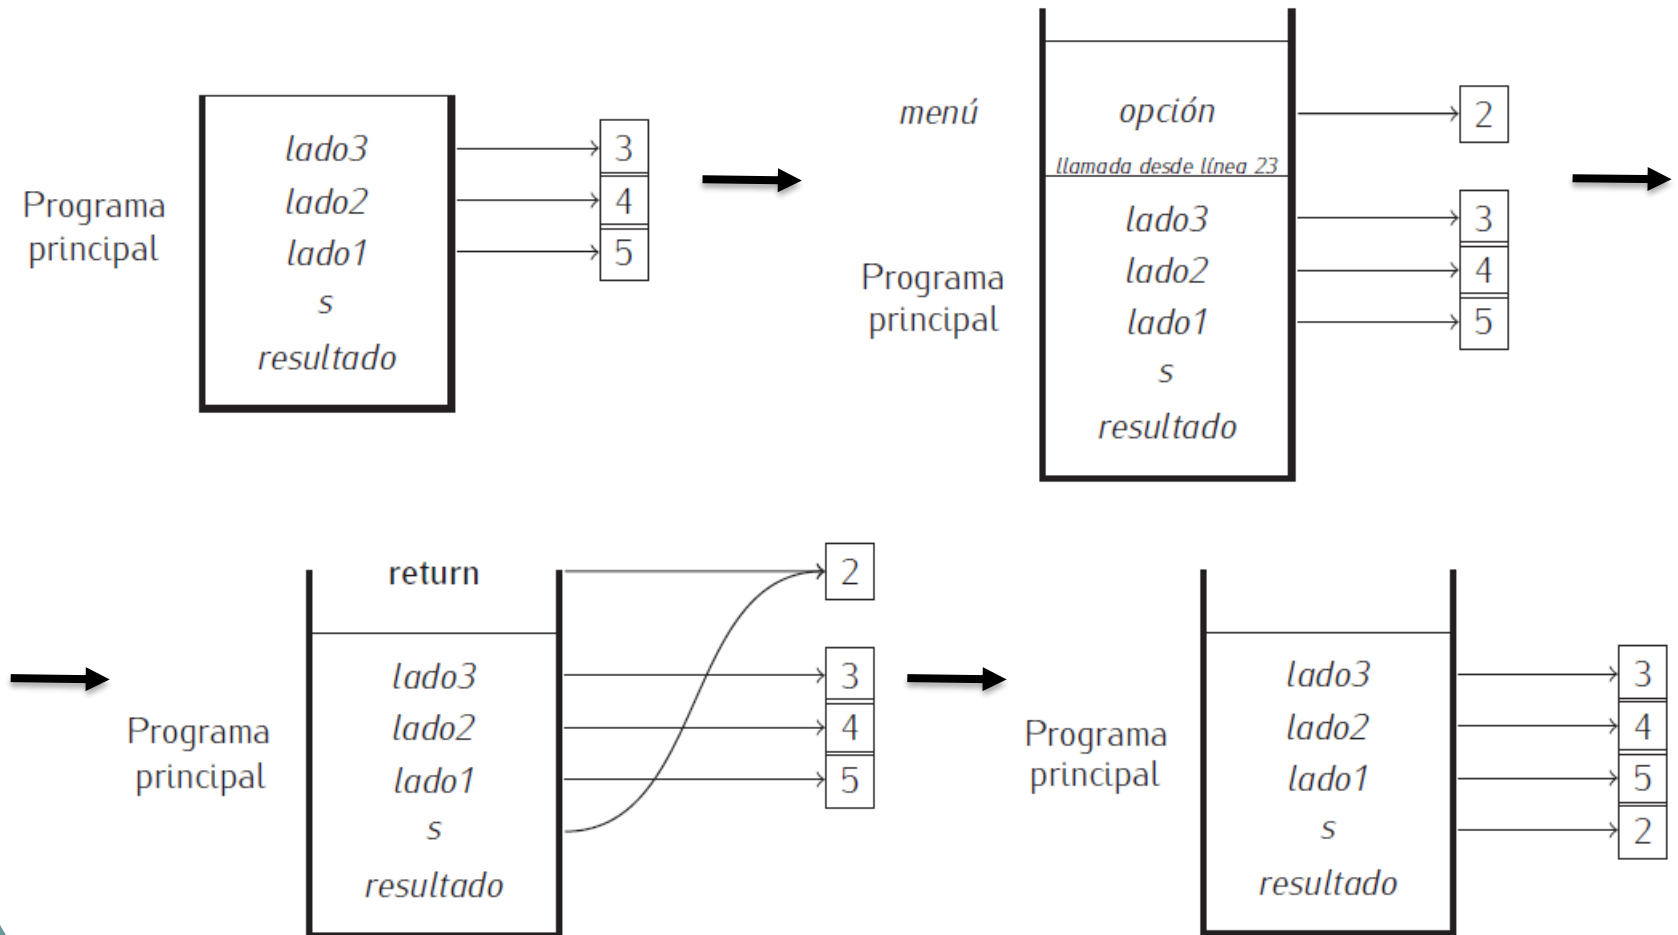 Programa
principal
lado3
lado2
lado1
s
resultado
3
4
5
menú
opción
llamada desde línea 23
2
Programa
principal
lado3
lado2
lado1
s
resultado
3
4
5
return
2
Programa
principal
lado3
lado2
lado1
s
resultado
3
4
5
Programa
principal
lado3
lado2
lado1
s
resultado
3
4
5
2